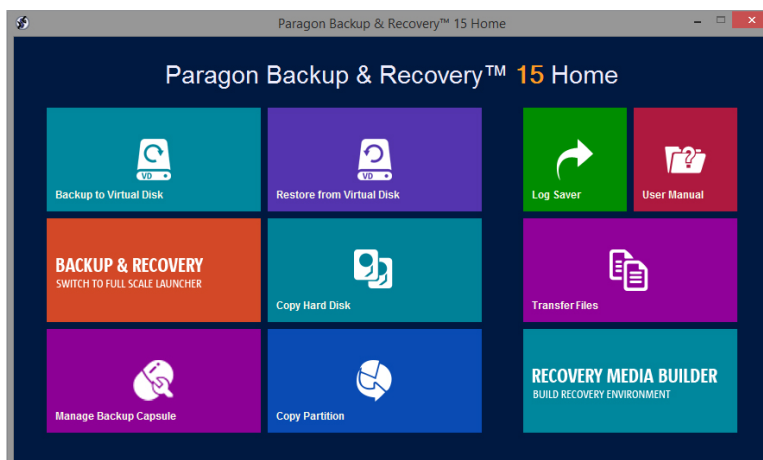 Paragon Backup & Recovery™ 15 Home
Paragon Backup & Recovery™ 15 Home
VD
Backup to Virtual Disk
VD
Restore from Virtual Disk
Log Saver
?
User Manual
BACKUP & RECOVERY
SWITCH TO FULL SCALE LAUNCHER
Copy Hard Disk
Transfer Files
Manage Backup Capsule
Copy Partition
RECOVERY MEDIA BUILDER
BUILD RECOVERY ENVIRONMENT